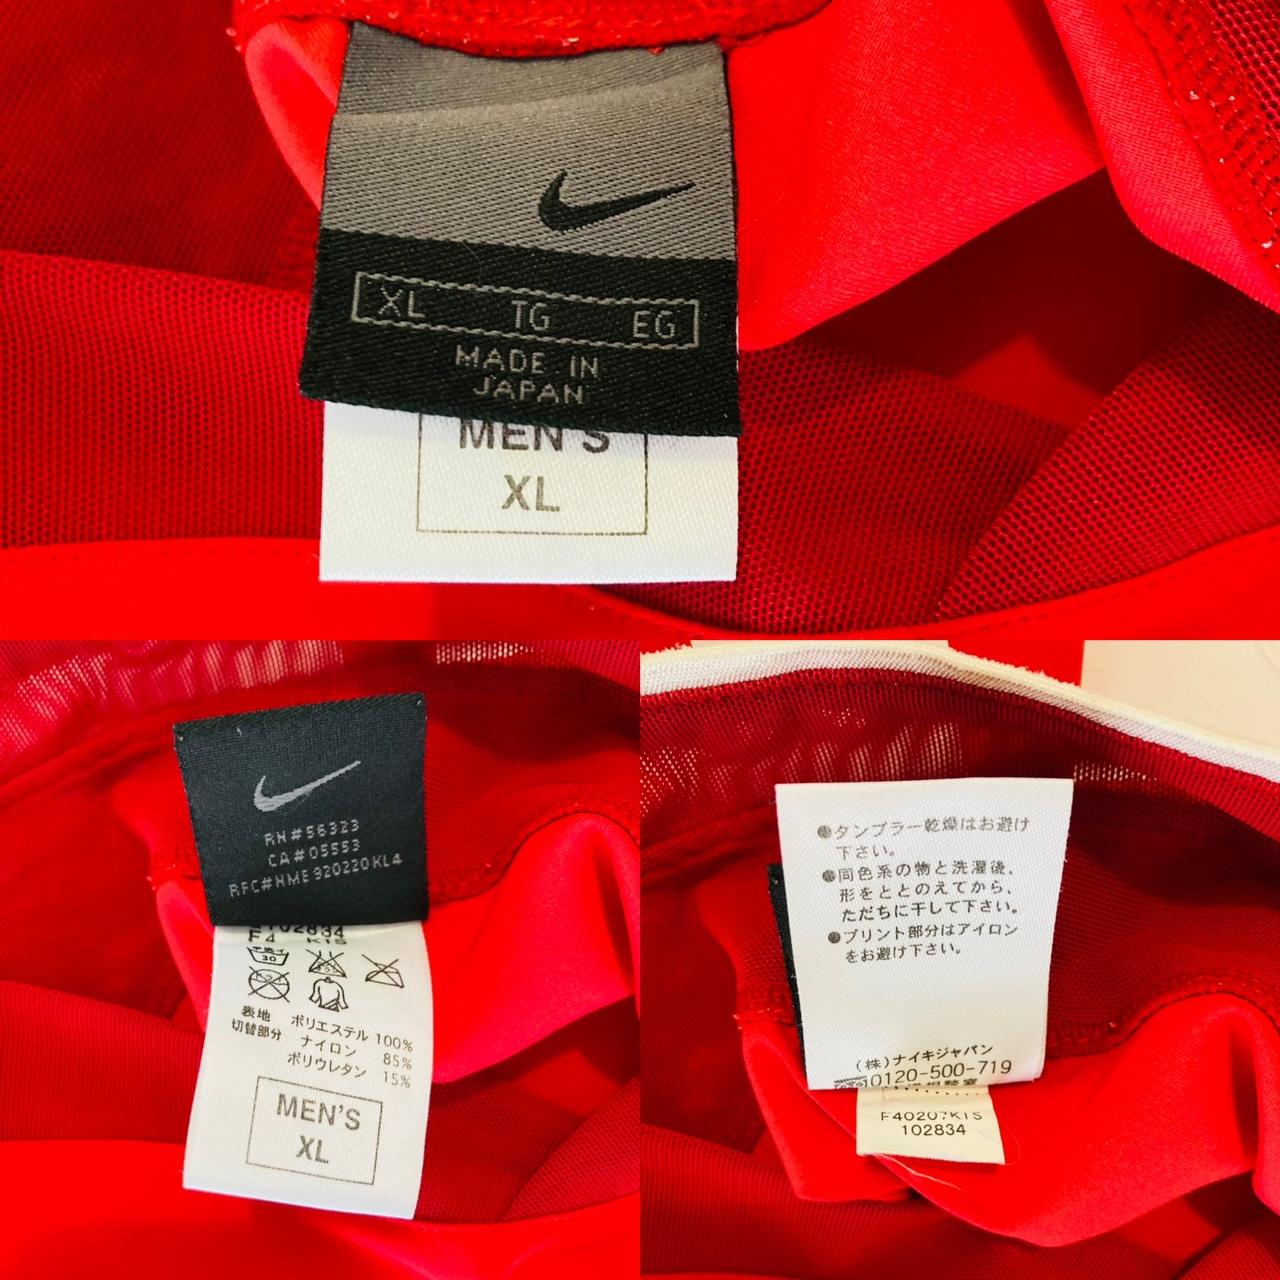 XL TG EG
MADE IN
JAPAN
MEN'S
XL
RN#56323
CA#05553
RFC#HME920220KL4
102834
F4 K1S
30
表地 ポリエステル 100%
切替部分 ナイロン 85%
ポリウレタン 15%
MEN'S
XL
●タンブラー乾燥はお避け
下さい。
●同色系の物と洗濯後、
形をととのえてから、
ただちに干して下さい。
●プリント部分はアイロン
をお避け下さい。
(株)ナイキジャパン
0120-500-719
F40207K1S
102834